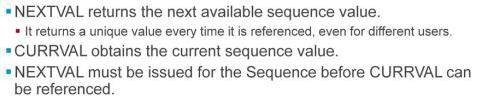 NEXTVAL returns the next available sequence value.
It returns a unique value every time it is referenced, even for different users.
CURRVAL obtains the current sequence value.
NEXTVAL must be issued for the Sequence before CURRVAL can
be referenced.